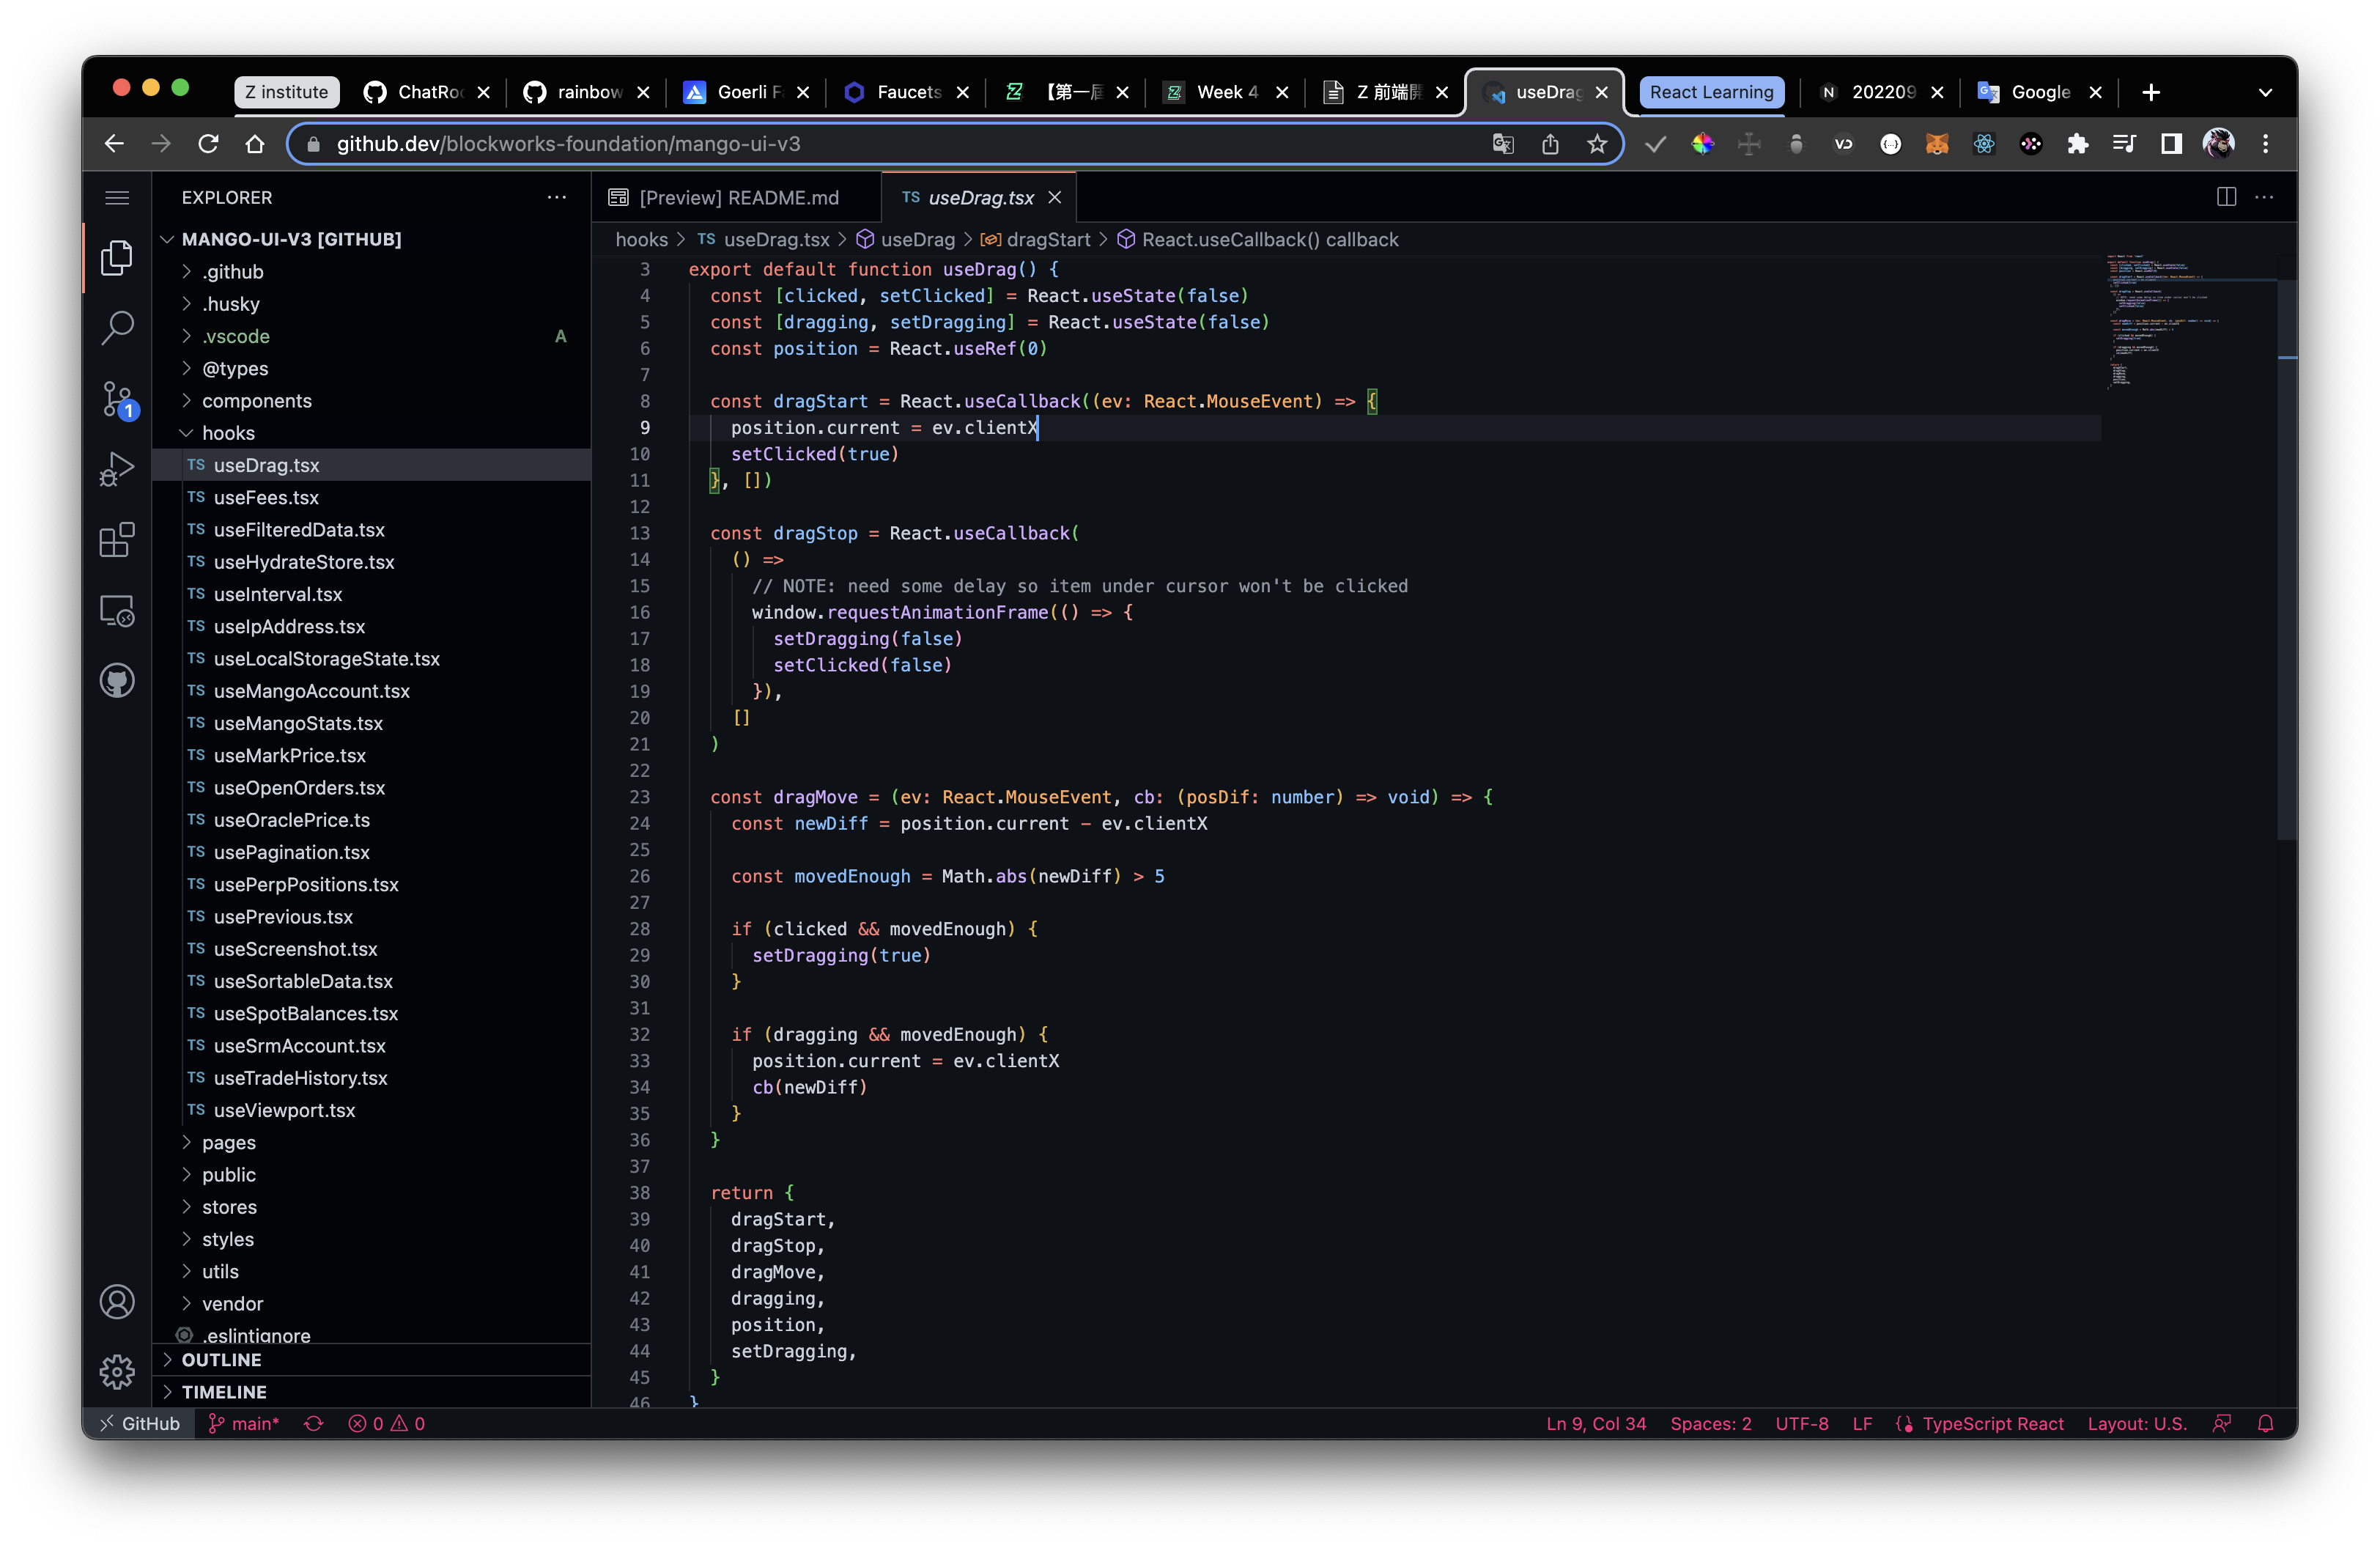 Z institute
ChatRoo
rainbow
Goerli Fa
Faucets
【第一屆
Week 4
Z 前端開
useDrag
React Learning
202209
Google
github.dev/blockworks-foundation/mango-ui-v3
EXPLORER
MANGO-UI-V3 [GITHUB]
.github
.husky
.vscode A
@types
components
1
hooks
TS useDrag.tsx
TS useFees.tsx
TS useFilteredData.tsx
TS useHydrateStore.tsx
TS useInterval.tsx
TS useIpAddress.tsx
TS useLocalStorageState.tsx
TS useMangoAccount.tsx
TS useMangoStats.tsx
TS useMarkPrice.tsx
TS useOpenOrders.tsx
TS useOraclePrice.ts
TS usePagination.tsx
TS usePerpPositions.tsx
TS usePrevious.tsx
TS useScreenshot.tsx
TS useSortableData.tsx
TS useSpotBalances.tsx
TS useSrmAccount.tsx
TS useTradeHistory.tsx
TS useViewport.tsx
pages
public
stores
styles
utils
vendor
.eslintignore
OUTLINE
TIMELINE
[Preview] README.md
TS useDrag.tsx
hooks > TS useDrag.tsx > useDrag > dragStart > React.useCallback() callback
3 export default function useDrag() {
4 const [clicked, setClicked] = React.useState(false)
5 const [dragging, setDragging] = React.useState(false)
6 const position = React.useRef(0)
7
8 const dragStart = React.useCallback((ev: React.MouseEvent) => {
9 position.current = ev.clientX
10 setClicked(true)
11 }, [])
12
13 const dragStop = React.useCallback(
14 () =>
15 // NOTE: need some delay so item under cursor won't be clicked
16 window.requestAnimationFrame(() => {
17 setDragging(false)
18 setClicked(false)
19 }),
20 []
21 )
22
23 const dragMove = (ev: React.MouseEvent, cb: (posDif: number) => void) => {
24 const newDiff = position.current - ev.clientX
25
26 const movedEnough = Math.abs(newDiff) > 5
27
28 if (clicked && movedEnough) {
29 setDragging(true)
30 }
31
32 if (dragging && movedEnough) {
33 position.current = ev.clientX
34 cb(newDiff)
35 }
36 }
37
38 return {
39 dragStart,
40 dragStop,
41 dragMove,
42 dragging,
43 position,
44 setDragging,
45 }
46 }
GitHub main* 0 0
Ln 9, Col 34 Spaces: 2 UTF-8 LF TypeScript React Layout: U.S.